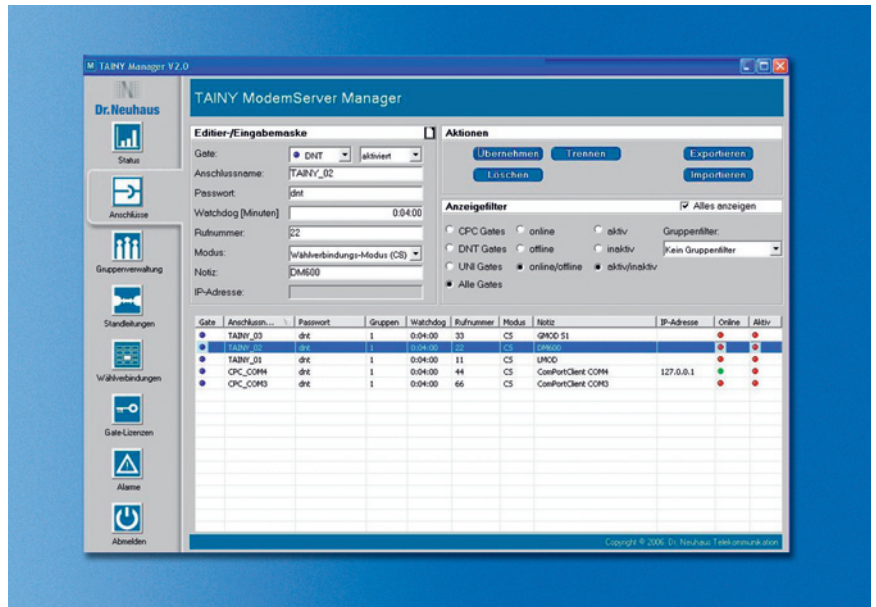 TAINY Manager V2.0
Dr.Neuhaus
TAINY ModemServer Manager
Status
Anschlüsse
Gruppenverwaltung
Standleitungen
Wählverbindungen
Gate-Lizenzen
Alarme
Abmelden
Editier-/Eingabemaske
Gate: DNT aktiviert
Anschlussname: TAINY_02
Passwort: dnt
Watchdog [Minuten] 0:04:00
Rufnummer: 22
Modus: Wählverbindungs-Modus (CS)
Notiz: DM600
IP-Adresse:
Aktionen
Übernehmen Trennen Exportieren
Löschen Importieren
Anzeigefilter Alles anzeigen
CPC Gates online aktiv Gruppenfilter:
DNT Gates offline inaktiv Kein Gruppenfilter
UNI Gates online/offline aktiv/inaktiv
Alle Gates
Gate Anschlussn... Passwort Gruppen Watchdog Rufnummer Modus Notiz IP-Adresse Online Aktiv
TAINY_03 dnt 1 0:04:00 33 CS GMOD S1
TAINY_02 dnt 1 0:04:00 22 CS DM600
TAINY_01 dnt 1 0:04:00 11 CS LMOD
CPC_COM4 dnt 1 0:04:00 44 CS ComPortClient COM4 127.0.0.1
CPC_COM3 dnt 1 0:04:00 66 CS ComPortClient COM3
Copyright © 2006 Dr. Neuhaus Telekommunikation